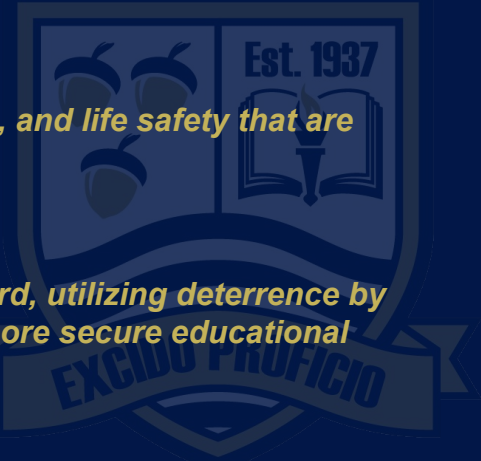 Est. 1937
, and life safety that are
rd, utilizing deterrence by
ore secure educational
EXCIDO PROFICIO